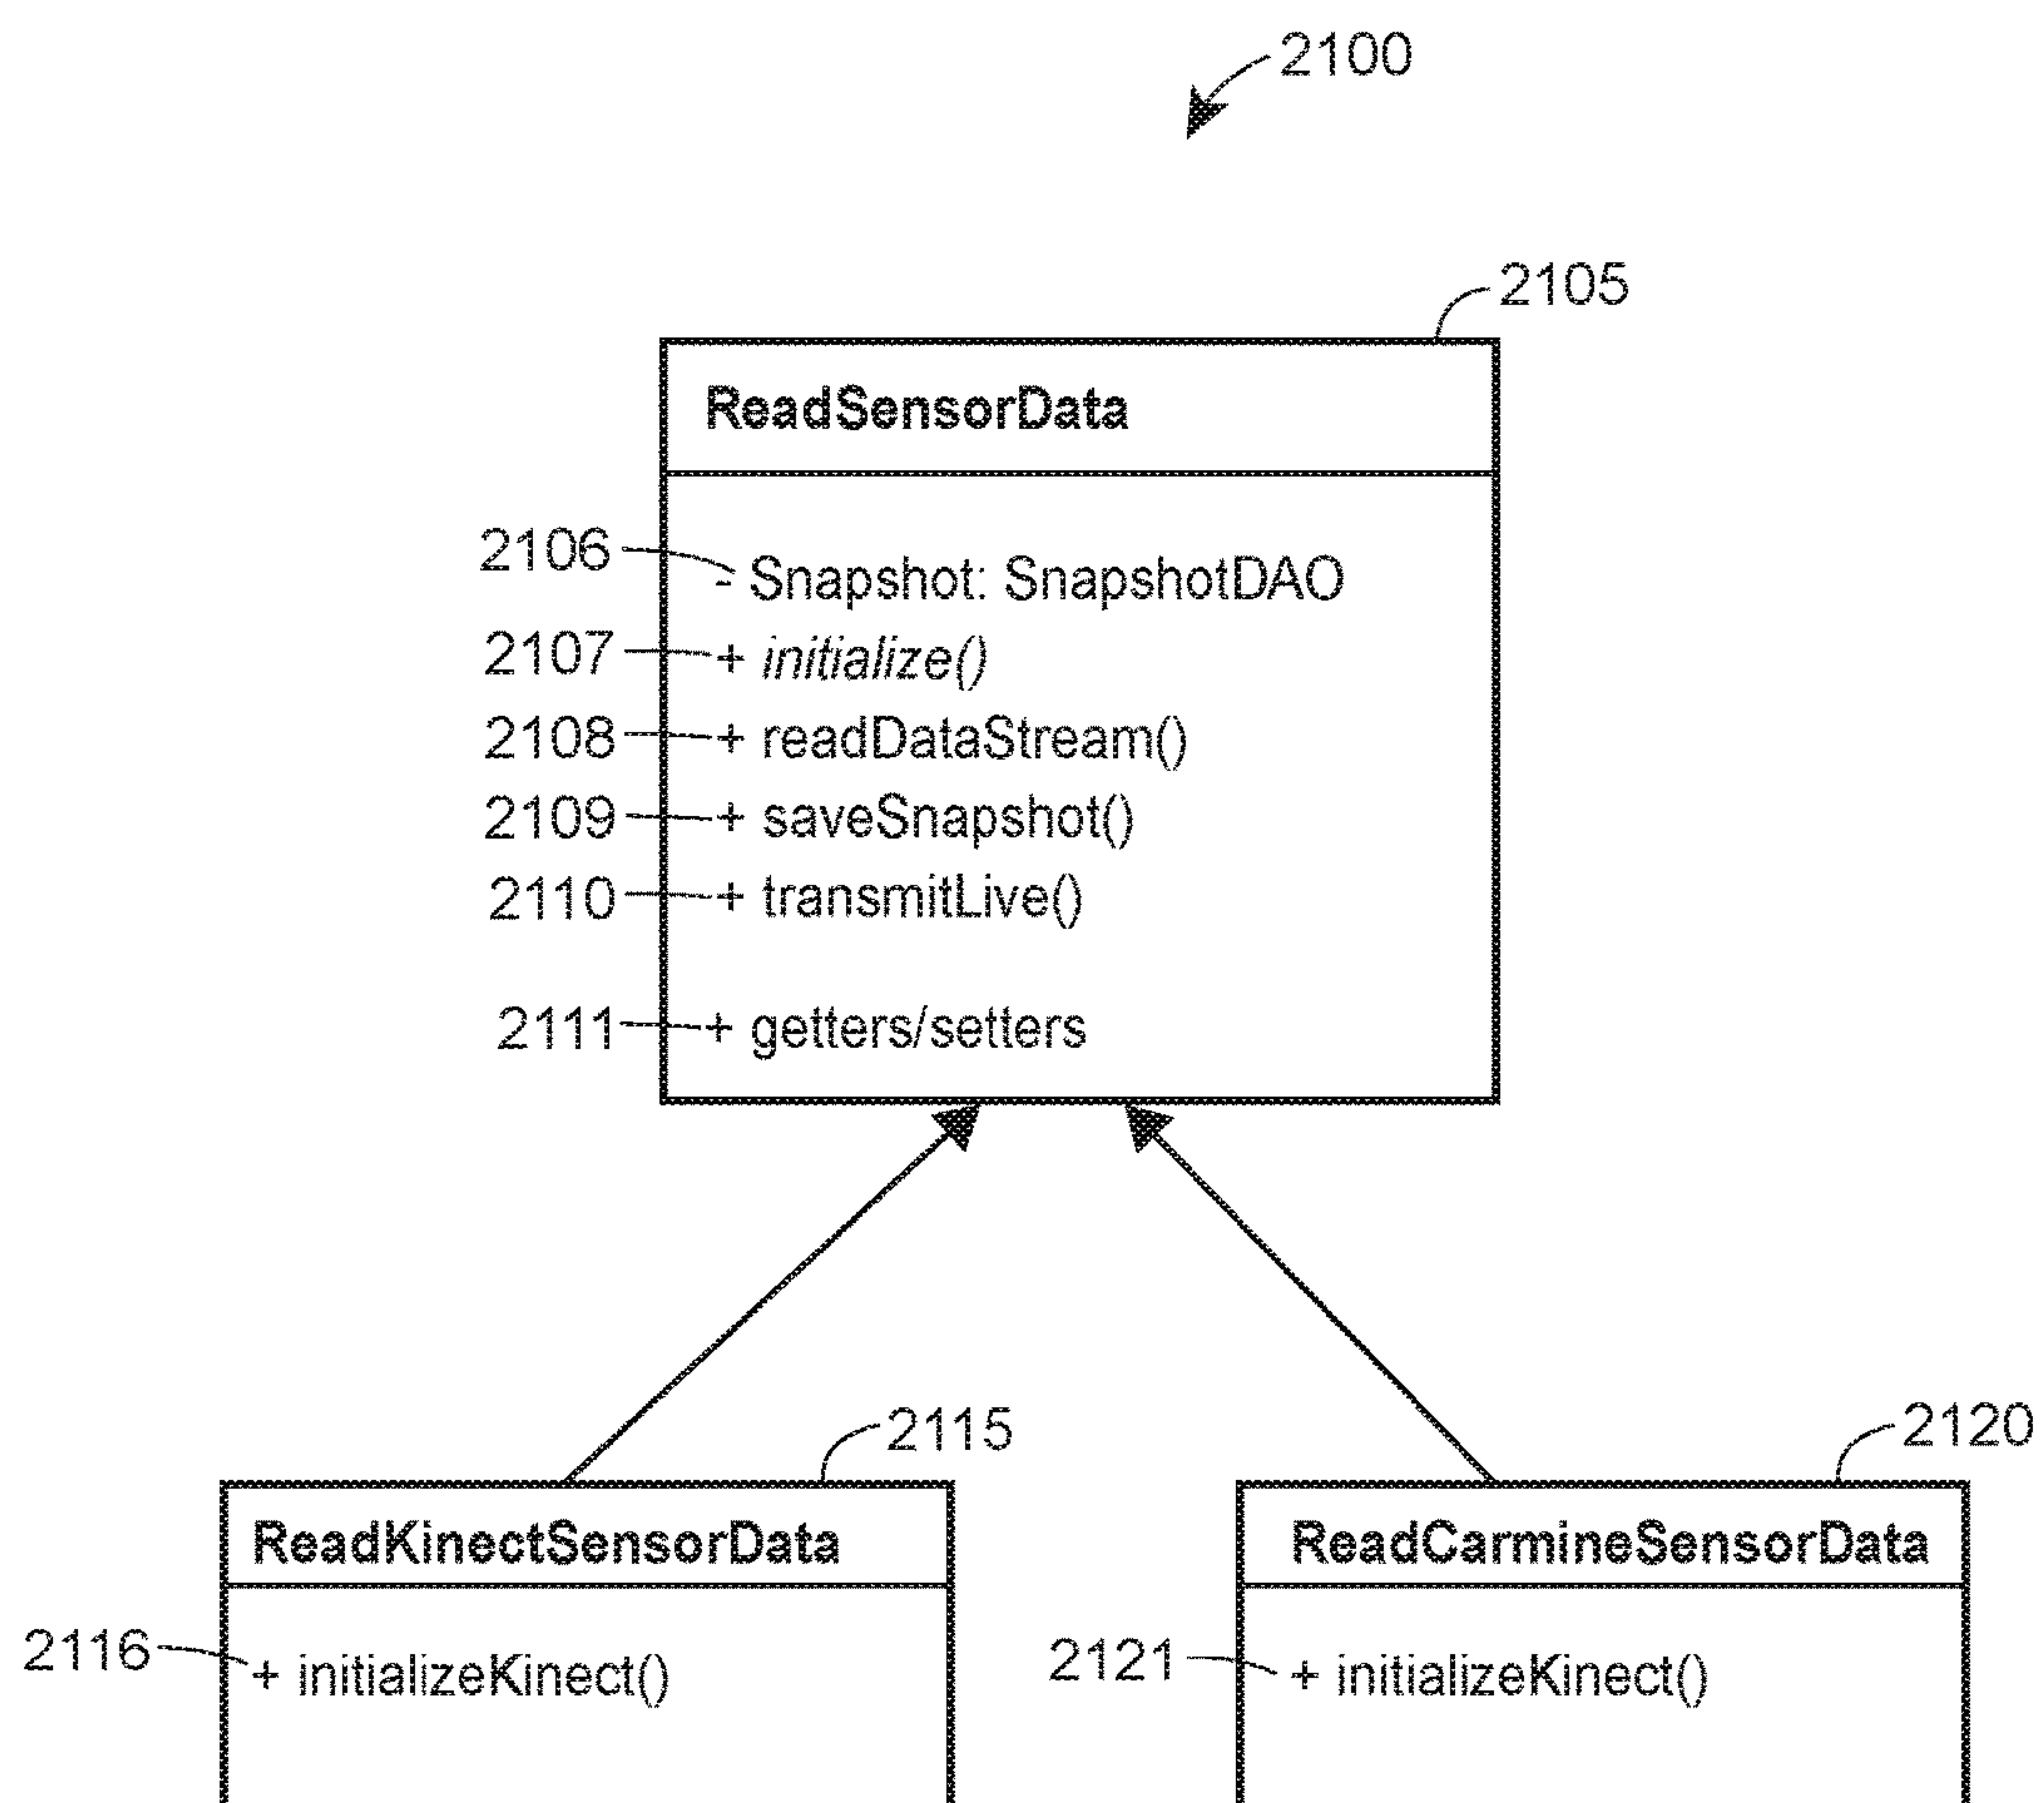 2100
2105
ReadSensorData
2106 - Snapshot: SnapshotDAO
2107 + initialize()
2108 + readDataStream()
2109 + saveSnapshot()
2110 + transmitLive()
2111 + getters/setters
2115
2120
ReadKinectSensorData
ReadCarmineSensorData
2116 + initializeKinect()
2121 + initializeKinect()